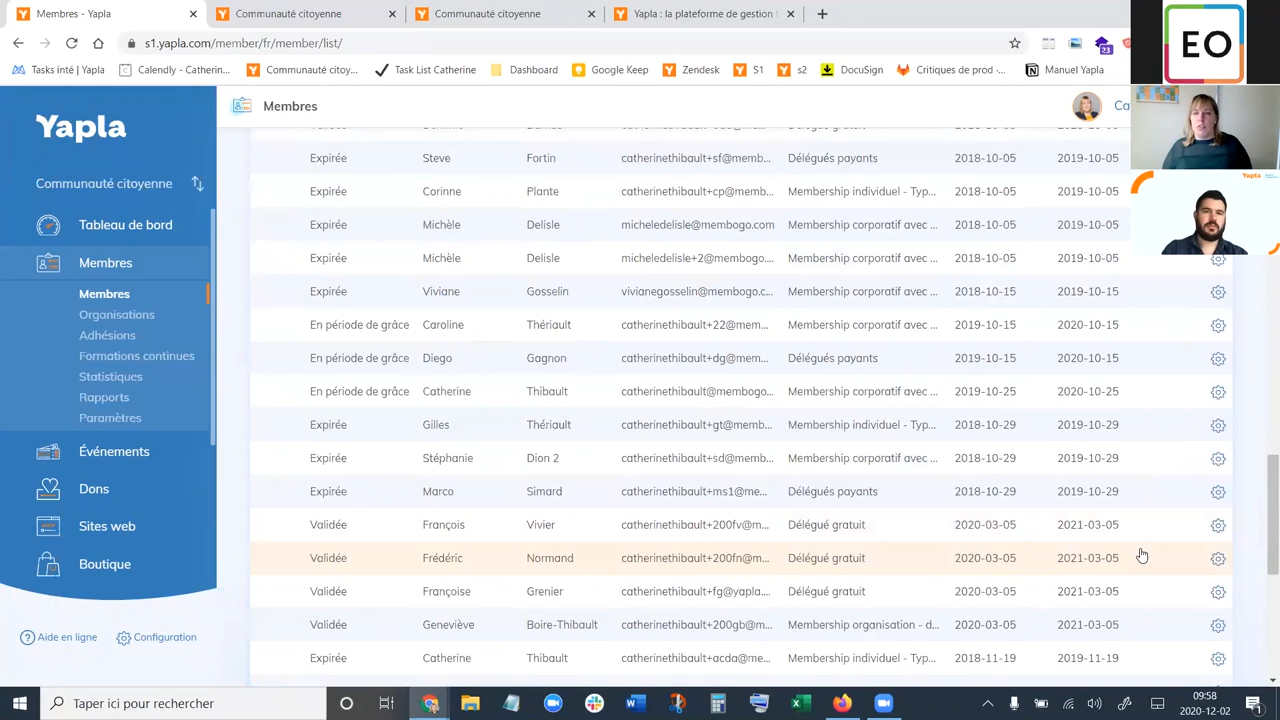 Membres - Yapla
Communauté citoyenne
Communauté citoyenne
Yapla : la plateforme de gestion
s1.yapla.com/member/fr/member/list/
23
Tasks inté | Yapla
Calendly - Catherin...
Communauté citoy...
Task List Catherine
Dashboard
Google Keep
Zendesk
S1
s2
DocuSign
Critiques de prod -...
Manuel Yapla
EO
Yapla
Yapla
Membres
Ca
Communauté citoyenne
Tableau de bord
Membres
Membres
Organisations
Adhésions
Formations continues
Statistiques
Rapports
Paramètres
Événements
Dons
Sites web
Boutique
Aide en ligne
Configuration
Expirée Steve Fortin catherinethibault+sf@memb... Délégués payants 2018-10-05 2019-10-05
Expirée Carole catherinethibault+cp@memb... Membership individuel - Typ... 2018-10-05 2019-10-05
Expirée Michèle Delisle micheledelisle@membogo.com Membership corporatif avec ... 2018-10-05 2019-10-05
Expirée Michèle Delisle micheledelisle+2@membogo... Membership corporatif avec ... 2018-10-05 2019-10-05
Expirée Viviane Gosselin vivianegosselin@membogo.c... Membership corporatif avec ... 2018-10-15 2019-10-15
En période de grâce Caroline Thériault catherinethibault+22@mem... Membership corporatif avec ... 2019-10-15 2020-10-15
En période de grâce Diego Gagnon catherinethibault+dg@mem... Délégués payants 2019-10-15 2020-10-15
En période de grâce Catherine Thibault catherinethibault@membogo... Membership corporatif avec ... 2019-10-25 2020-10-25
Expirée Gilles Thériault catherinethibault+gt@memb... Membership individuel - Typ... 2018-10-29 2019-10-29
Expirée Stéphanie Dion 2 catherinethibault+sd@memb... Membership corporatif avec ... 2018-10-29 2019-10-29
Expirée Marco Simard catherinethibault+ms1@me... Délégués payants 2018-10-29 2019-10-29
Validée François Vivier catherinethibault+200fv@m... Délégué gratuit 2020-03-05 2021-03-05
Validée Frédéric Normand catherinethibault+200fn@m... Délégué gratuit 2020-03-05 2021-03-05
Validée Françoise Grenier catherinethibault+fg@yapla.... Délégué gratuit 2020-03-05 2021-03-05
Validée Geneviève Boire-Thibault catherinethibault+200gb@m... Membership organisation - d... 2020-03-05 2021-03-05
Expirée Catherine Thibault catherinethibault+acda@me... Membership individuel - Typ... 2018-11-19 2019-11-19
Taper ici pour rechercher
09:58
2020-12-02
1